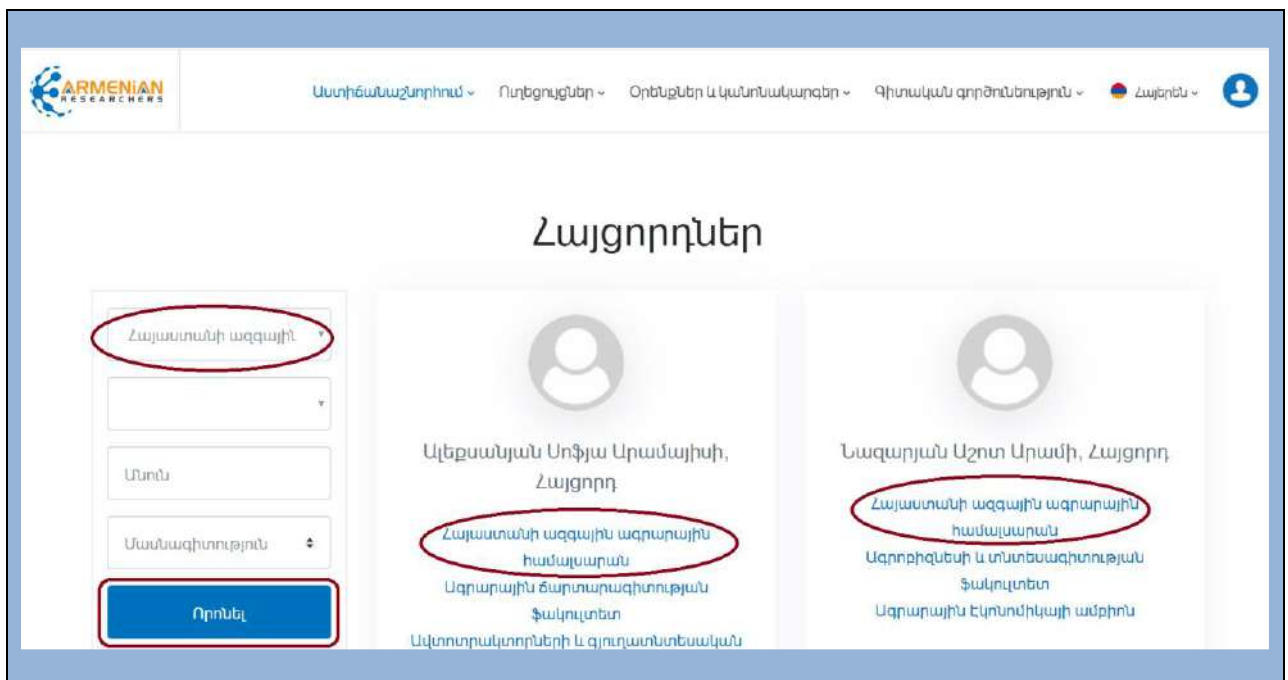 ARMENIAN
RESEARCHERS
Աստիճանաշնորհում
Ուղեցույցներ
Օրենքներ և կանոնակարգեր
Գիտական գործունեություն
Հայերեն
Հայցորդներ
Հայաստանի ազգային
Անուն
Մասնագիտություն
Որոնել
Ալեքսանյան Սոֆյա Արամայիսի,
Հայցորդ
Հայաստանի ազգային ագրարային
համալսարան
Ագրարային ճարտարագիտության
ֆակուլտետ
Ավտոտրակտորների և գյուղատնտեսական
Նազարյան Աշոտ Արամի, Հայցորդ
Հայաստանի ազգային ագրարային
համալսարան
Ագրոբիզնեսի և տնտեսագիտության
ֆակուլտետ
Ագրարային էկոնոմիկայի ամբիոն